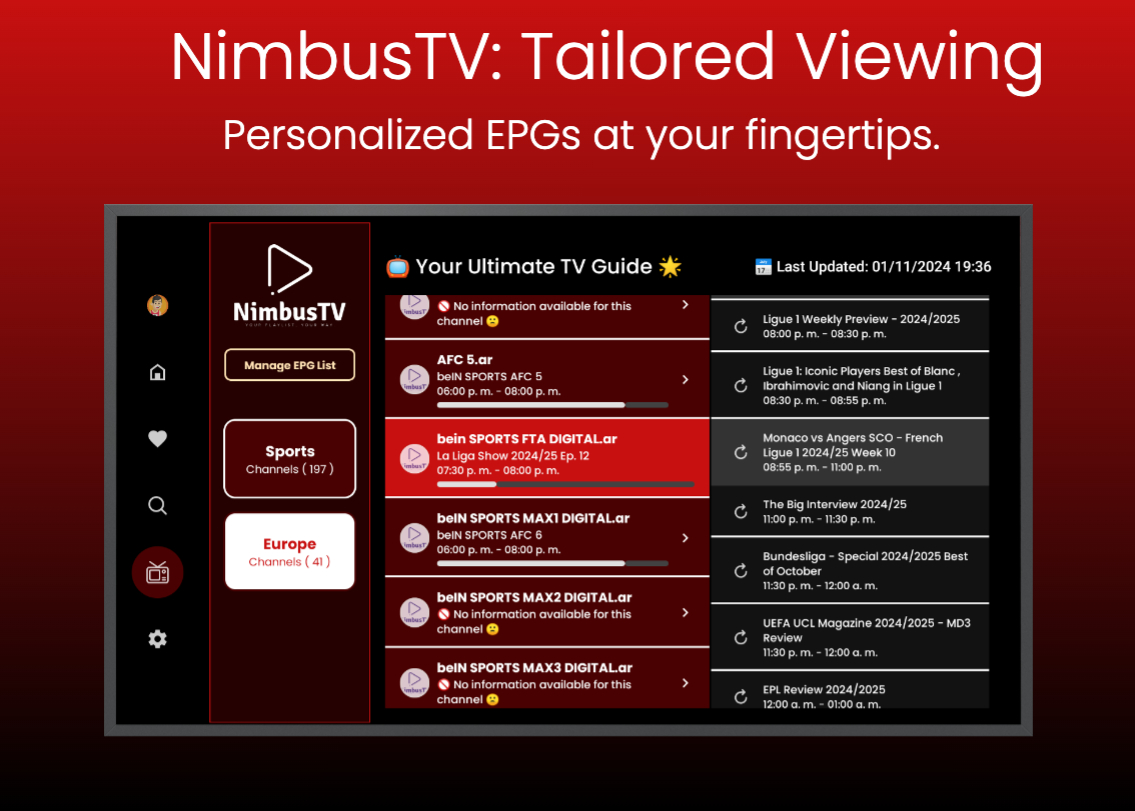 NimbusTV: Tailored Viewing
Personalized EPGs at your fingertips.
NimbusTV
YOUR PLAYLIST, YOUR WAY
Manage EPG List
Sports
Channels ( 197 )
Europe
Channels ( 41 )
📺 Your Ultimate TV Guide 🌟
📅 Last Updated: 01/11/2024 19:36
🚫 No information available for this
channel 😕
AFC 5.ar
beIN SPORTS AFC 5
06:00 p. m. - 08:00 p. m.
bein SPORTS FTA DIGITAL.ar
La Liga Show 2024/25 Ep. 12
07:30 p. m. - 08:00 p. m.
beIN SPORTS MAX1 DIGITAL.ar
beIN SPORTS AFC 6
06:00 p. m. - 08:00 p. m.
beIN SPORTS MAX2 DIGITAL.ar
🚫 No information available for this
channel 😕
beIN SPORTS MAX3 DIGITAL.ar
🚫 No information available for this
channel 😕
Ligue 1 Weekly Preview - 2024/2025
08:00 p. m. - 08:30 p. m.
Ligue 1: Iconic Players Best of Blanc ,
Ibrahimovic and Niang in Ligue 1
08:30 p. m. - 08:55 p. m.
Monaco vs Angers SCO - French
Ligue 1 2024/25 Week 10
08:55 p. m. - 11:00 p. m.
The Big Interview 2024/25
11:00 p. m. - 11:30 p. m.
Bundesliga - Special 2024/2025 Best
of October
11:30 p. m. - 12:00 a. m.
UEFA UCL Magazine 2024/2025 - MD3
Review
11:30 p. m. - 12:00 a. m.
EPL Review 2024/2025
12:00 a. m. - 01:00 a. m.